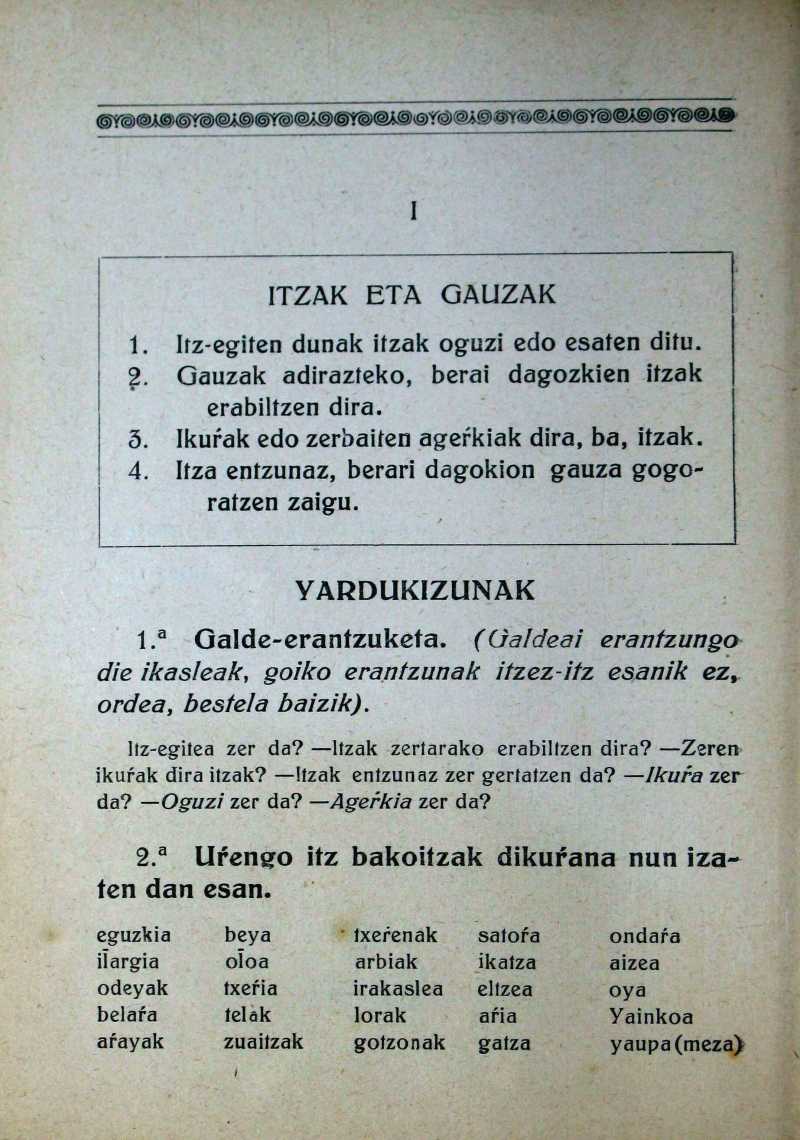 I
ITZAK ETA GAUZAK
1. Itz-egiten dunak itzak oguzi edo esaten ditu.
2. Gauzak adirazteko, berai dagozkien itzak
erabiltzen dira.
3. Ikuŕak edo zerbaiten ageŕkiak dira, ba, itzak.
4. Itza entzunaz, berari dagokion gauza gogo-
ratzen zaigu.
YARDUKIZUNAK
1.ª Galde-erantzuketa. (Galdeai erantzungo
die ikasleak, goiko erantzunak itzez-itz esanik ez,
ordea, bestela baizik).
Itz-egitea zer da? —Itzak zertarako erabiltzen dira? —Zeren
ikuŕak dira itzak? —Itzak entzunaz zer gertatzen da? —Ikuŕa zer
da? —Oguzi zer da? —Ageŕkia zer da?
2.ª Uŕengo itz bakoitzak dikuŕana nun iza-
ten dan esan.
eguzkia beya txeŕenak satoŕa ondaŕa
il̄argia ol̄oa arbiak ikatza aizea
odeyak txeŕia irakaslea eltzea oya
belaŕa telak lorak aŕia Yainkoa
aŕayak zuaitzak gotzonak gatza yaupa (meza)